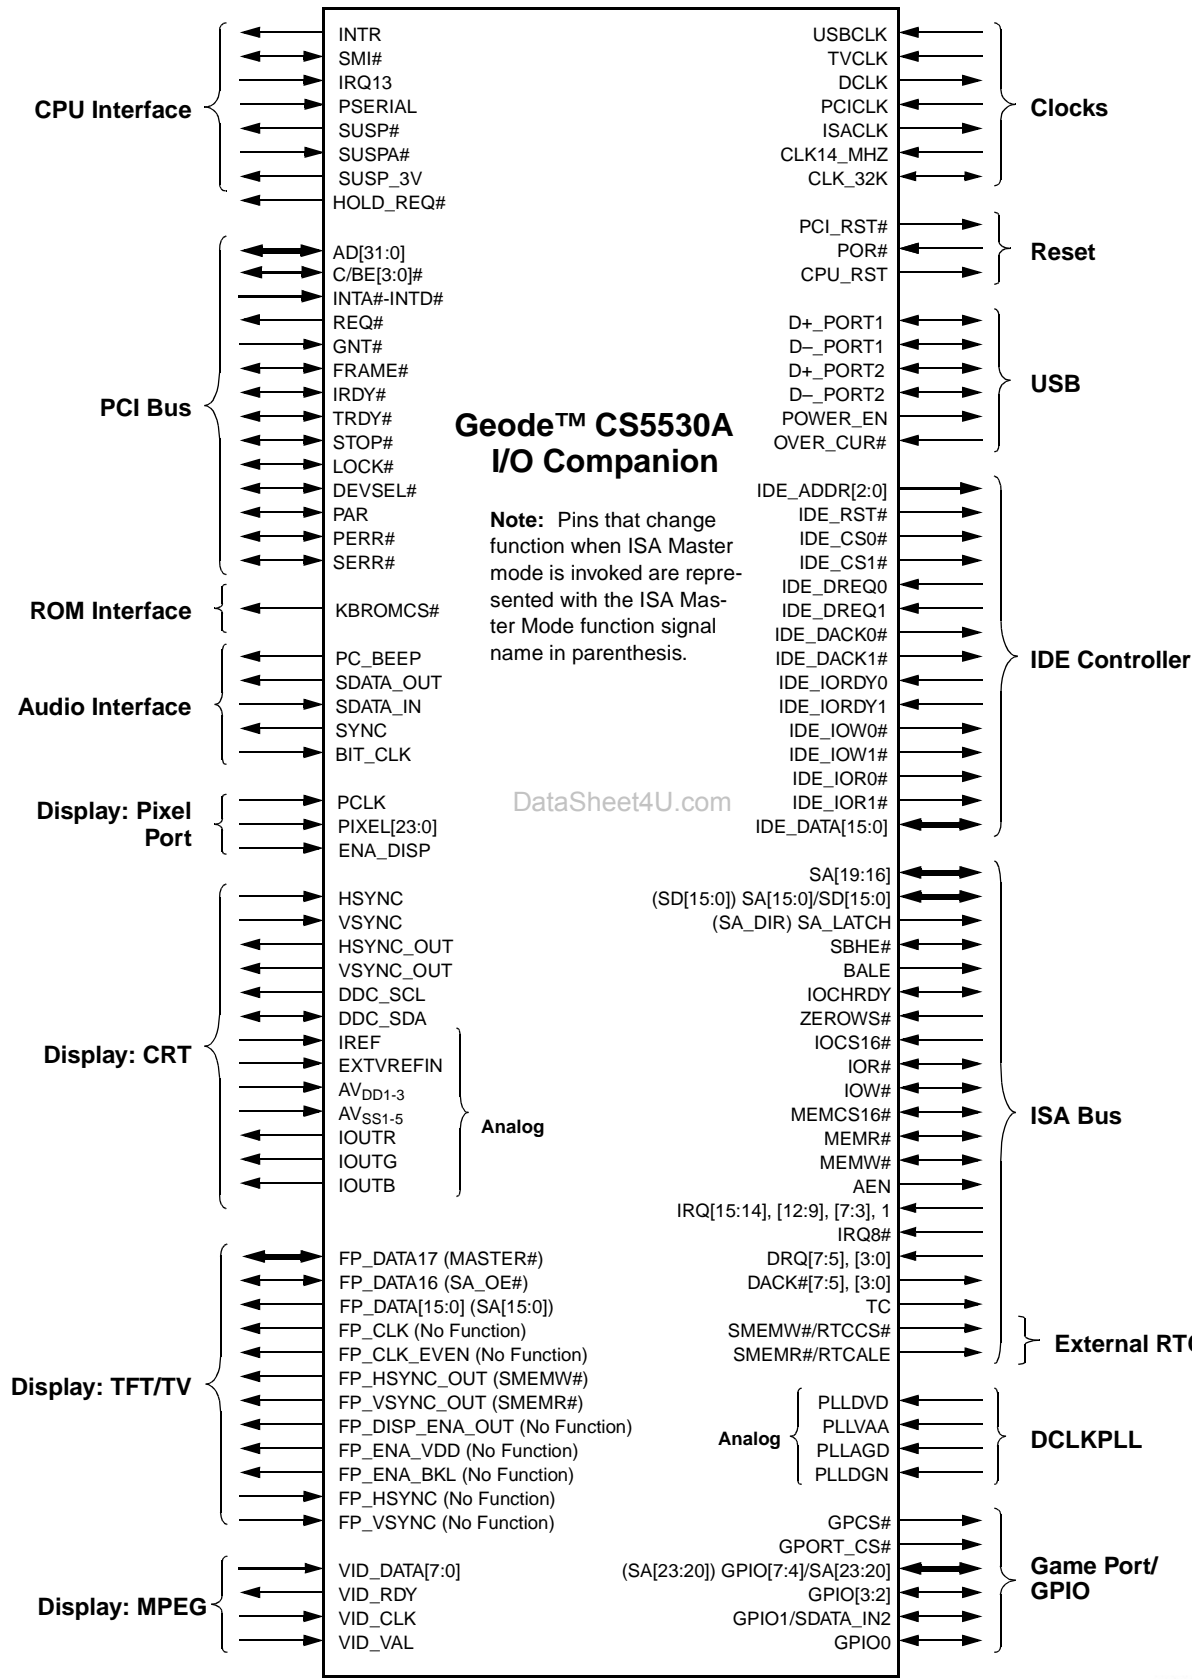 CPU Interface
INTR
SMI#
IRQ13
PSERIAL
SUSP#
SUSPA#
SUSP_3V
HOLD_REQ#
PCI Bus
AD[31:0]
C/BE[3:0]#
INTA#-INTD#
REQ#
GNT#
FRAME#
IRDY#
TRDY#
STOP#
LOCK#
DEVSEL#
PAR
PERR#
SERR#
ROM Interface
KBROMCS#
Audio Interface
PC_BEEP
SDATA_OUT
SDATA_IN
SYNC
BIT_CLK
Display: Pixel
Port
PCLK
PIXEL[23:0]
ENA_DISP
Display: CRT
HSYNC
VSYNC
HSYNC_OUT
VSYNC_OUT
DDC_SCL
DDC_SDA
IREF
EXTVREFIN
AVDD1-3
AVSS1-5
IOUTR
IOUTG
IOUTB
Analog
Display: TFT/TV
FP_DATA17 (MASTER#)
FP_DATA16 (SA_OE#)
FP_DATA[15:0] (SA[15:0])
FP_CLK (No Function)
FP_CLK_EVEN (No Function)
FP_HSYNC_OUT (SMEMW#)
FP_VSYNC_OUT (SMEMR#)
FP_DISP_ENA_OUT (No Function)
FP_ENA_VDD (No Function)
FP_ENA_BKL (No Function)
FP_HSYNC (No Function)
FP_VSYNC (No Function)
Display: MPEG
VID_DATA[7:0]
VID_RDY
VID_CLK
VID_VAL
Geode™ CS5530A
I/O Companion
Note: Pins that change
function when ISA Master
mode is invoked are repre-
sented with the ISA Mas-
ter Mode function signal
name in parenthesis.
DataSheet4U.com
USBCLK
TVCLK
DCLK
PCICLK
ISACLK
CLK14_MHZ
CLK_32K
Clocks
PCI_RST#
POR#
CPU_RST
Reset
D+_PORT1
D–_PORT1
D+_PORT2
D–_PORT2
POWER_EN
OVER_CUR#
USB
IDE_ADDR[2:0]
IDE_RST#
IDE_CS0#
IDE_CS1#
IDE_DREQ0
IDE_DREQ1
IDE_DACK0#
IDE_DACK1#
IDE_IORDY0
IDE_IORDY1
IDE_IOW0#
IDE_IOW1#
IDE_IOR0#
IDE_IOR1#
IDE_DATA[15:0]
IDE Controller
SA[19:16]
(SD[15:0]) SA[15:0]/SD[15:0]
(SA_DIR) SA_LATCH
SBHE#
BALE
IOCHRDY
ZEROWS#
IOCS16#
IOR#
IOW#
MEMCS16#
MEMR#
MEMW#
AEN
IRQ[15:14], [12:9], [7:3], 1
IRQ8#
DRQ[7:5], [3:0]
DACK#[7:5], [3:0]
TC
SMEMW#/RTCCS#
SMEMR#/RTCALE
ISA Bus
External RTC
Analog
PLLDVD
PLLVAA
PLLAGD
PLLDGN
DCLKPLL
GPCS#
GPORT_CS#
(SA[23:20]) GPIO[7:4]/SA[23:20]
GPIO[3:2]
GPIO1/SDATA_IN2
GPIO0
Game Port/
GPIO